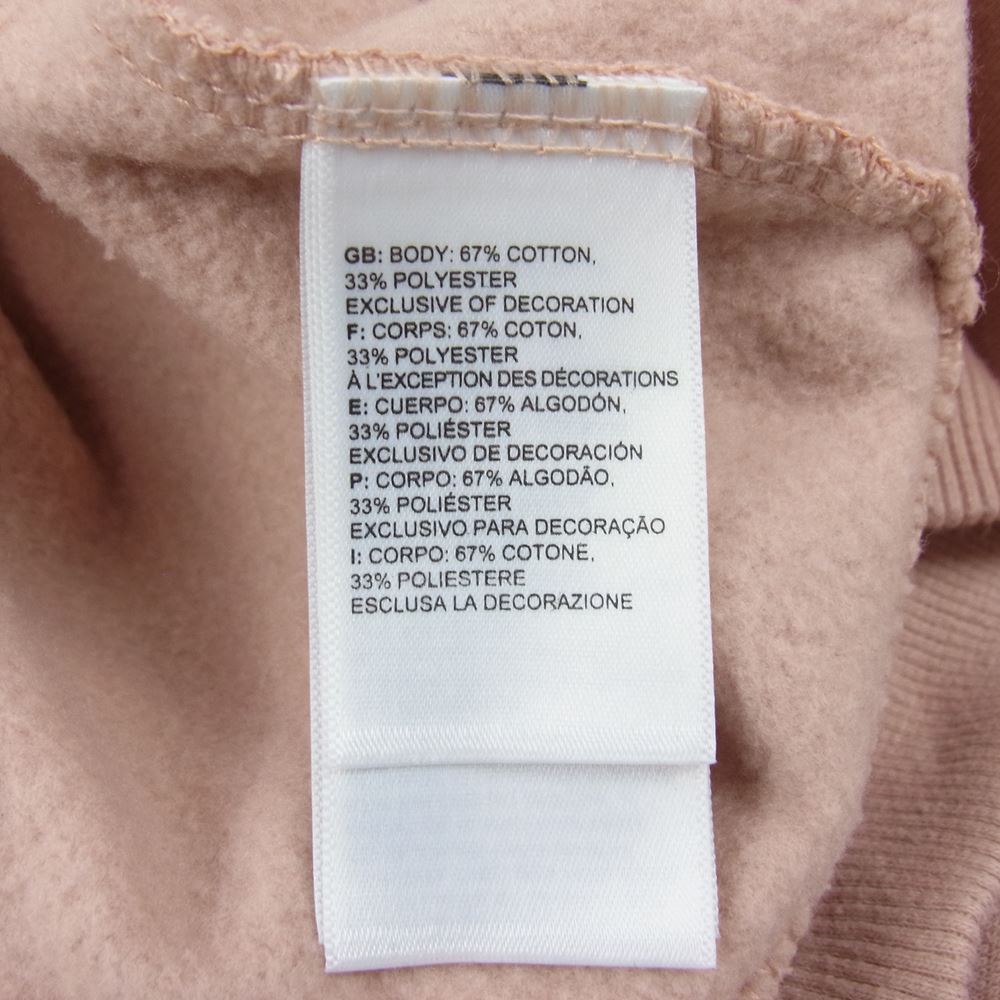 GB: BODY: 67% COTTON,
33% POLYESTER
EXCLUSIVE OF DECORATION
F: CORPS: 67% COTON,
33% POLYESTER
À L'EXCEPTION DES DÉCORATIONS
E: CUERPO: 67% ALGODÓN,
33% POLIÉSTER
EXCLUSIVO DE DECORACIÓN
P: CORPO: 67% ALGODÃO,
33% POLIÉSTER
EXCLUSIVO PARA DECORAÇÃO
I: CORPO: 67% COTONE,
33% POLIESTERE
ESCLUSA LA DECORAZIONE